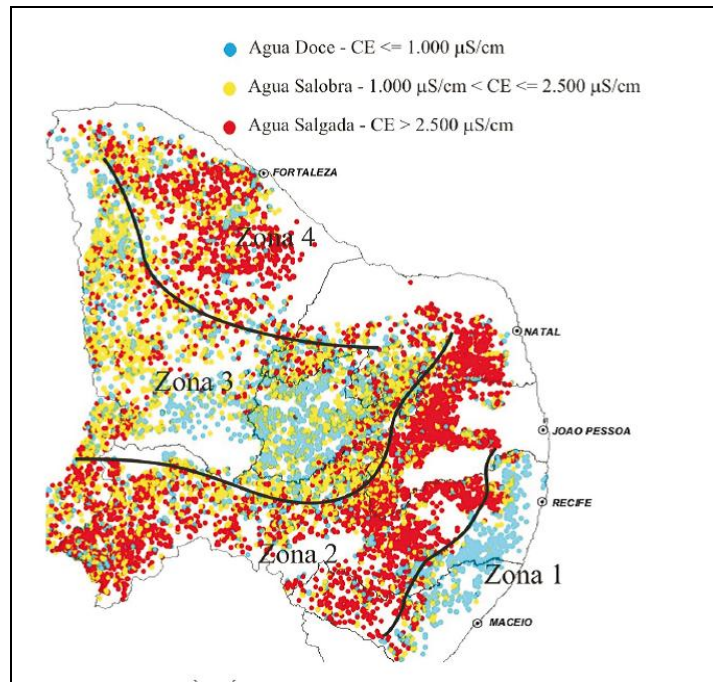 Agua Doce - CE <= 1.000 µS/cm
Agua Salobra - 1.000 µS/cm < CE <= 2.500 µS/cm
Agua Salgada - CE > 2.500 µS/cm
FORTALEZA
Zona 4
NATAL
Zona 3
JOAO PESSOA
RECIFE
Zona 2
Zona 1
MACEIO